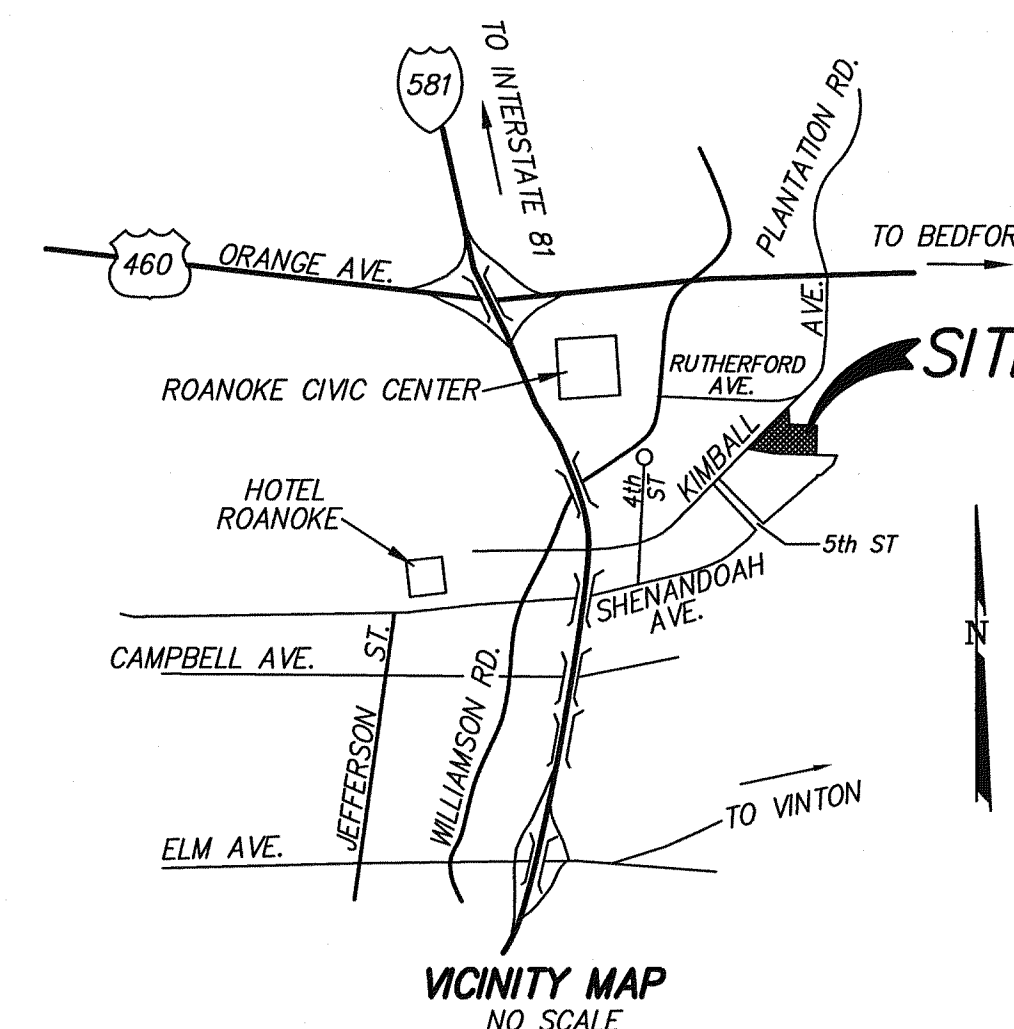 581
TO INTERSTATE 81
PLANTATION RD.
460
ORANGE AVE.
TO BEDFOR
AVE.
SIT
ROANOKE CIVIC CENTER
RUTHERFORD
AVE.
KIMBALL
4th
ST
HOTEL
ROANOKE
5th ST
SHENANDOAH
AVE.
N
CAMPBELL AVE.
JEFFERSON ST.
WILLIAMSON RD.
TO VINTON
ELM AVE.
VICINITY MAP
NO SCALE